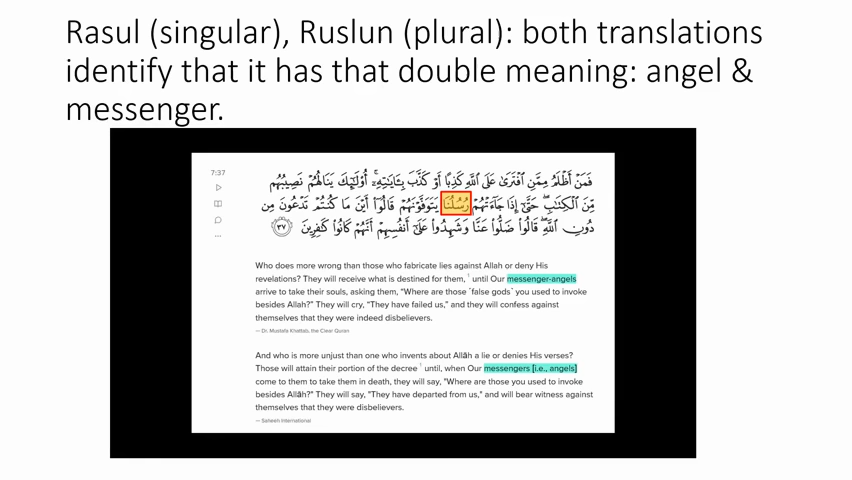 Rasul (singular), Ruslun (plural): both translations
identify that it has that double meaning: angel &
messenger.
7:37
فَمَنْ أَظْلَمُ مِمَّنِ ٱفْتَرَىٰ عَلَى ٱللَّهِ كَذِبًا أَوْ كَذَّبَ بِـَٔايَـٰتِهِۦٓ ۚ أُو۟لَـٰٓئِكَ يَنَالُهُمْ نَصِيبُهُم
مِّنَ ٱلْكِتَـٰبِ ۖ حَتَّىٰٓ إِذَا جَآءَتْهُمْ رُسُلُنَا يَتَوَفَّوْنَهُمْ قَالُوٓا۟ أَيْنَ مَا كُنتُمْ تَدْعُونَ مِن
دُونِ ٱللَّهِ ۖ قَالُوا۟ ضَلُّوا۟ عَنَّا وَشَهِدُوا۟ عَلَىٰٓ أَنفُسِهِمْ أَنَّهُمْ كَانُوا۟ كَـٰفِرِينَ ٣٧
Who does more wrong than those who fabricate lies against Allah or deny His
revelations? They will receive what is destined for them, ¹ until Our messenger-angels
arrive to take their souls, asking them, “Where are those ˹false gods˺ you used to invoke
besides Allah?” They will cry, “They have failed us,” and they will confess against
themselves that they were indeed disbelievers.
— Dr. Mustafa Khattab, the Clear Quran
And who is more unjust than one who invents about Allāh a lie or denies His verses?
Those will attain their portion of the decree ¹ until, when Our messengers [i.e., angels]
come to them to take them in death, they will say, "Where are those you used to invoke
besides Allāh?" They will say, "They have departed from us," and will bear witness against
themselves that they were disbelievers.
— Saheeh International